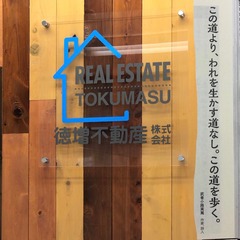 REAL ESTATE
TOKUMASU
徳増不動産 株式会社
この道より、われを生かす道なし。この道を歩く。